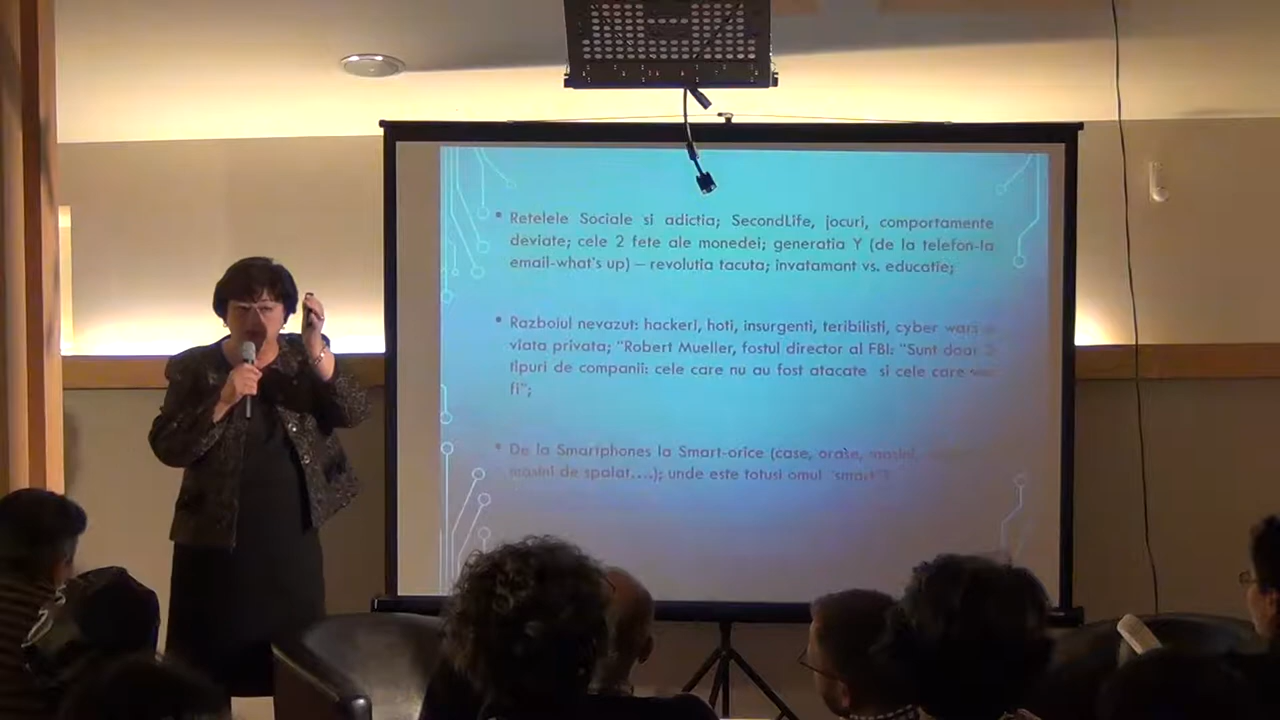 • Retelele Sociale si adictia; SecondLife, jocuri, comportamente
deviate; cele 2 fete ale monedei; generatia Y (de la telefon-la
email-what's up) – revolutia tacuta; invatamant vs. educatie;
• Razboiul nevazut: hackeri, hoti, insurgenti, teribilisti, cyber wars
viata privata; "Robert Mueller, fostul director al FBI: "Sunt doar 2
tipuri de companii: cele care nu au fost atacate si cele care
fi";
• De la Smartphones la Smart-orice (case, orase, masini,
masini de spalat....); unde este totusi omul "smart"?